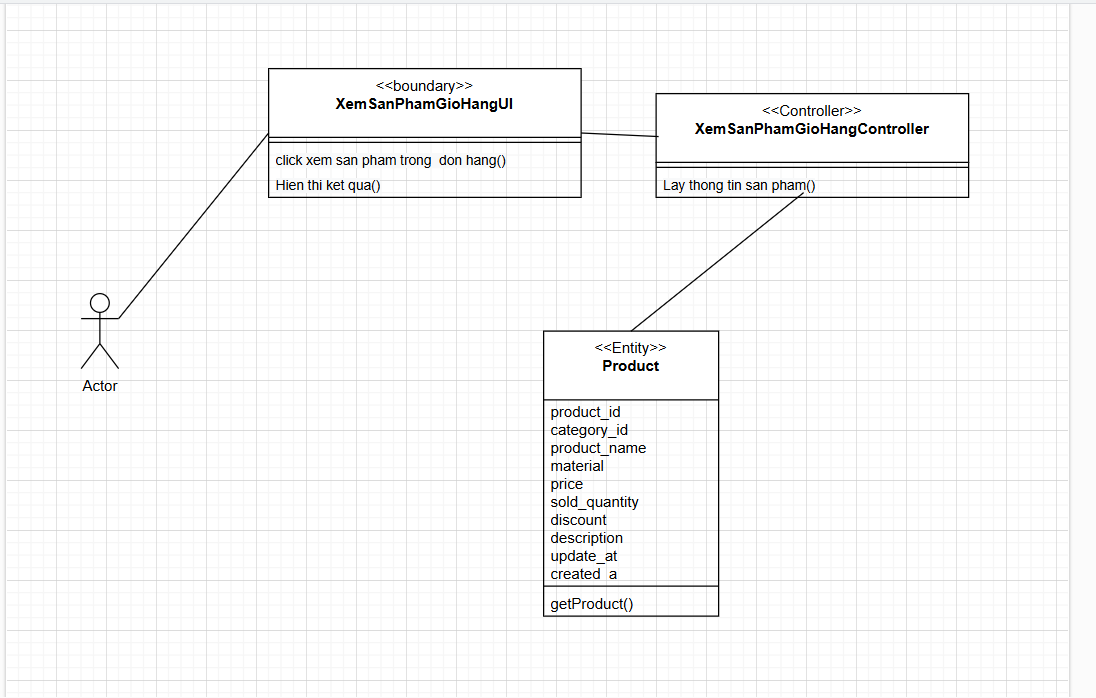 <<boundary>>
XemSanPhamGioHangUI
click xem san pham trong don hang()
Hien thi ket qua()
<<Controller>>
XemSanPhamGioHangController
Lay thong tin san pham()
Actor
<<Entity>>
Product
product_id
category_id
product_name
material
price
sold_quantity
discount
description
update_at
created_a
getProduct()